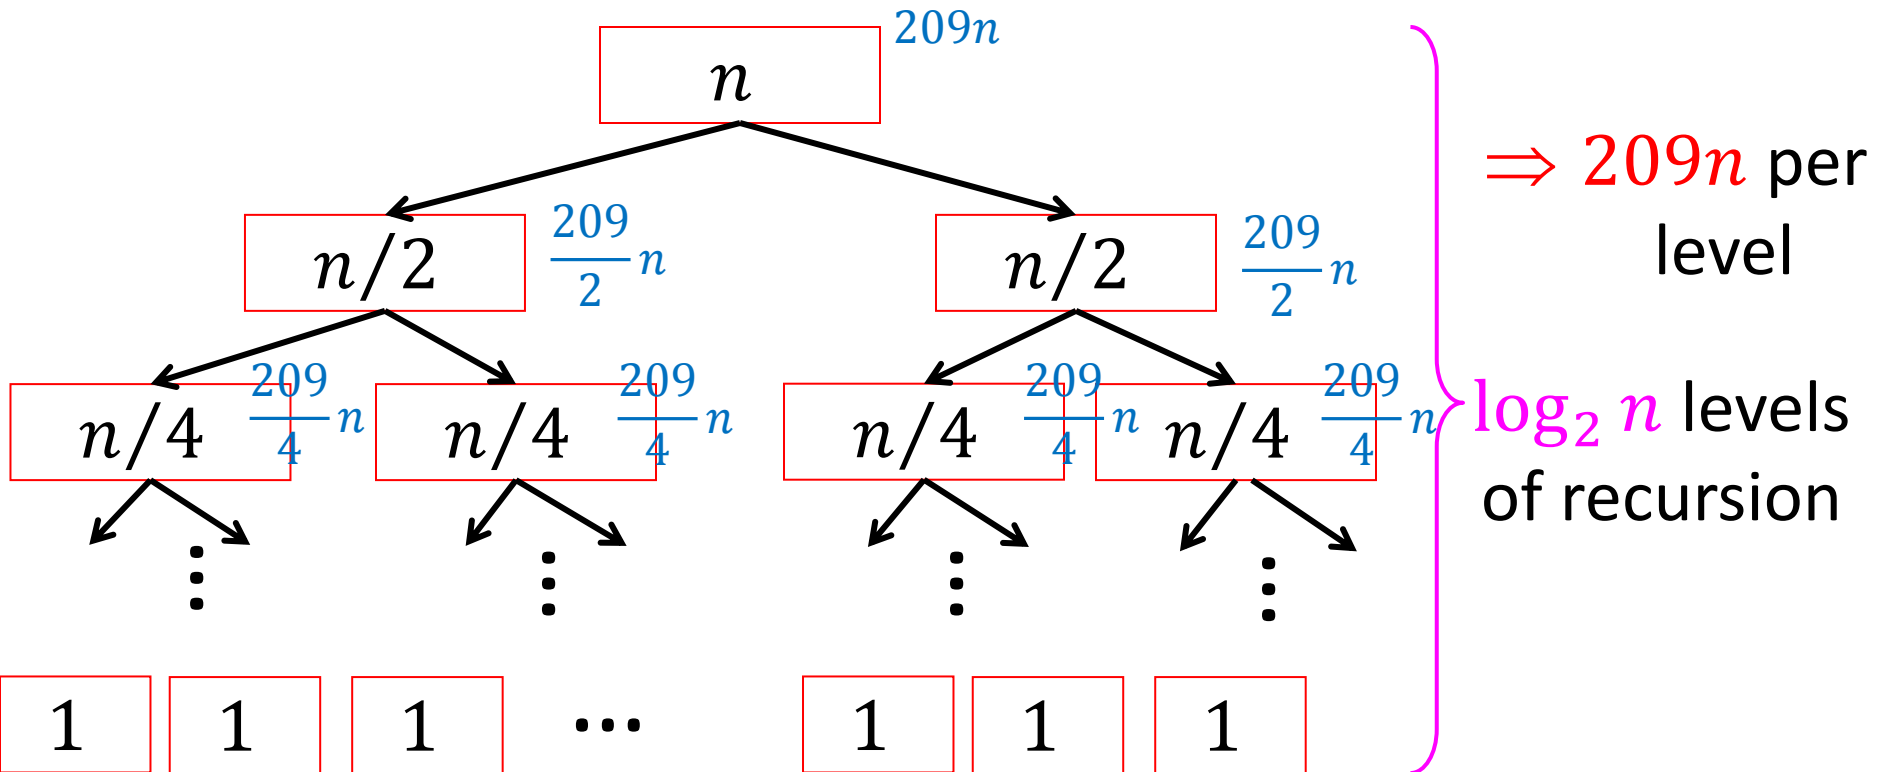 209n
n
⇒ 209n per
level
n/2
209/2 n
n/2
209/2 n
n/4
209/4 n
n/4
209/4 n
n/4
209/4 n
n/4
209/4 n
log₂ n levels
of recursion
⋮ ⋮ ⋮ ⋮
1 1 1 ⋯ 1 1 1